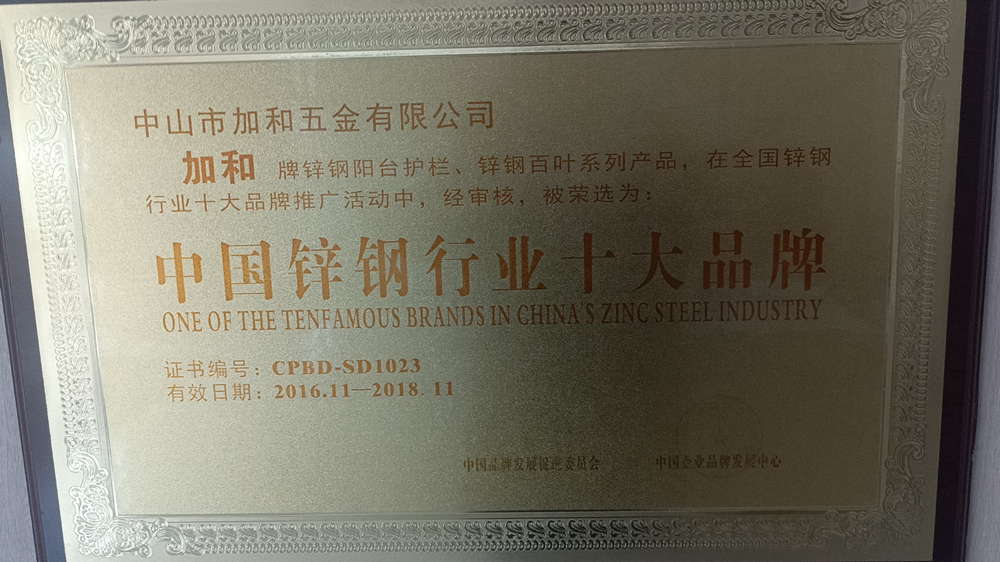 中山市加和五金有限公司
加和 牌锌钢阳台护栏、锌钢百叶系列产品，在全国锌钢
行业十大品牌推广活动中，经审核，被荣选为：
中国锌钢行业十大品牌
ONE OF THE TENFAMOUS BRANDS IN CHINA'S ZINC STEEL INDUSTRY
证书编号：CPBD-SD1023
有效日期：2016.11—2018.11
中国品牌发展促进委员会 中国企业品牌发展中心